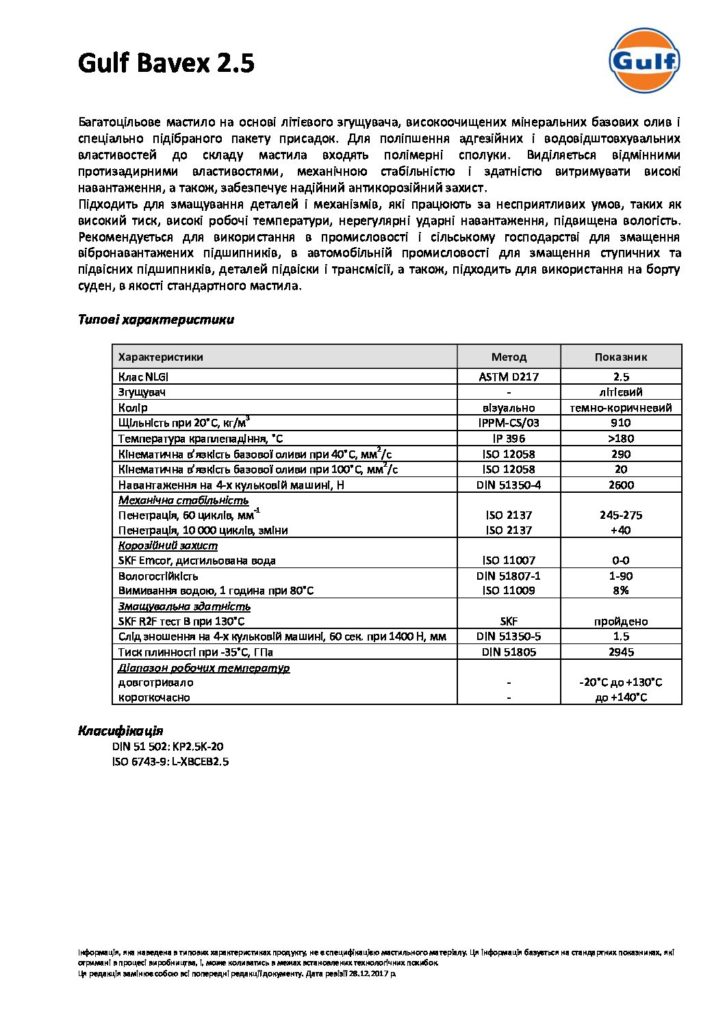 Gulf Bavex 2.5
Gulf
Багатоцільове мастило на основі літієвого згущувача, високоочищених мінеральних базових олив і
спеціально підібраного пакету присадок. Для поліпшення адгезійних і водовідштовхувальних
властивостей до складу мастила входять полімерні сполуки. Виділяється відмінними
протизадирними властивостями, механічною стабільністю і здатністю витримувати високі
навантаження, а також, забезпечує надійний антикорозійний захист.
Підходить для змащування деталей і механізмів, які працюють за несприятливих умов, таких як
високий тиск, високі робочі температури, нерегулярні ударні навантаження, підвищена вологість.
Рекомендується для використання в промисловості і сільському господарстві для змащення
вібронавантажених підшипників, в автомобільній промисловості для змащення ступичних та
підвісних підшипників, деталей підвіски і трансмісії, а також, підходить для використання на борту
суден, в якості стандартного мастила.
Типові характеристики
Характеристики Метод Показник
Клас NLGI ASTM D217 2.5
Згущувач - літієвий
Колір візуально темно-коричневий
Щільність при 20°С, кг/м³ IPPM-CS/03 910
Температура краплепадіння, °С IP 396 >180
Кінематична в'язкість базової оливи при 40°С, мм²/с ISO 12058 290
Кінематична в'язкість базової оливи при 100°С, мм²/с ISO 12058 20
Навантаження на 4-х кульковій машині, Н DIN 51350-4 2600
Механічна стабільність
Пенетрація, 60 циклів, мм⁻¹ ISO 2137 245-275
Пенетрація, 10 000 циклів, зміни ISO 2137 +40
Корозійний захист
SKF Emcor, дистильована вода ISO 11007 0-0
Вологостійкість DIN 51807-1 1-90
Вимивання водою, 1 година при 80°С ISO 11009 8%
Змащувальна здатність
SKF R2F тест В при 130°С SKF пройдено
Слід зношення на 4-х кульковій машині, 60 сек. при 1400 Н, мм DIN 51350-5 1.5
Тиск плинності при -35°С, ГПа DIN 51805 2945
Діапазон робочих температур
довготривало - -20°С до +130°С
короткочасно - до +140°С
Класифікація
DIN 51 502: KP2.5K-20
ISO 6743-9: L-XBCEB2.5
Інформація, яка наведена в типових характеристиках продукту, не є специфікацією мастильного матеріалу. Ця інформація базується на стандартних показниках, які
отримані в процесі виробництва, і, може коливатись в межах встановлених технологічних похибок.
Ця редакція замінює собою всі попередні редакції документу. Дата ревізії 28.12.2017 р.